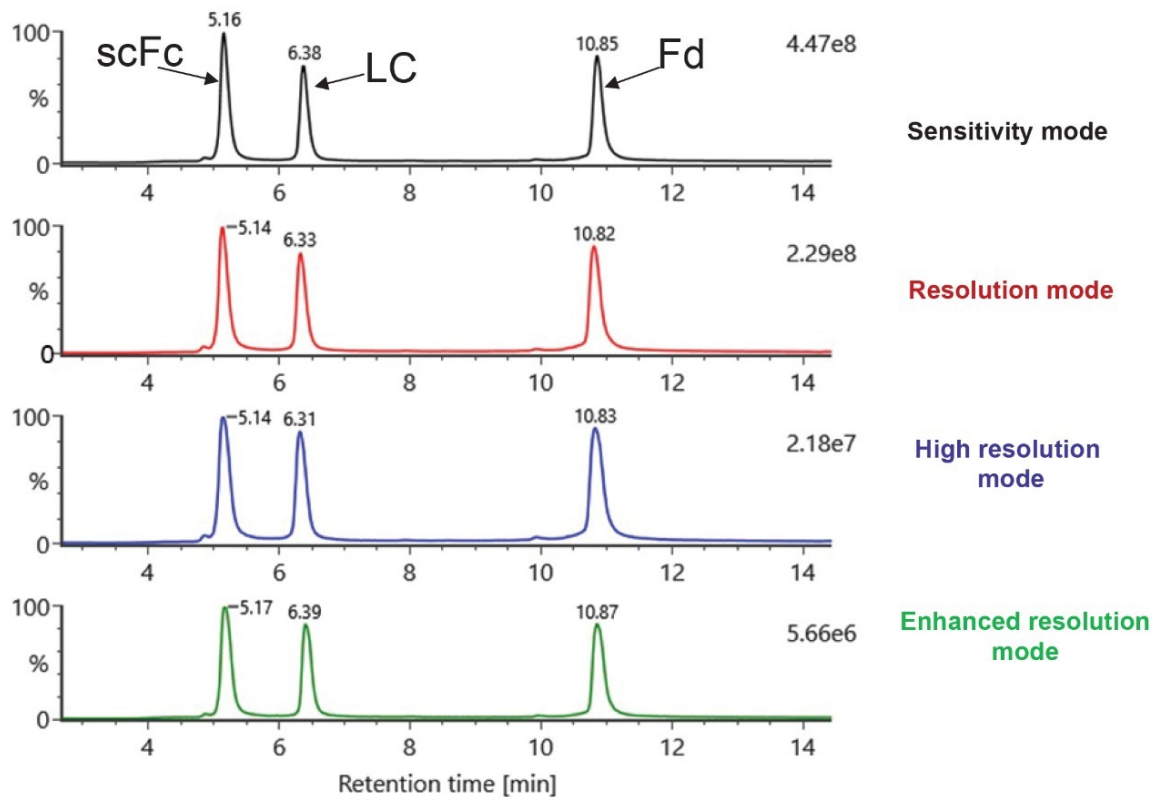 100
5.16
scFc
6.38
LC
10.85
Fd
4.47e8
%
0
4 6 8 10 12 14
Sensitivity mode
100
5.14
6.33
10.82
2.29e8
%
0
4 6 8 10 12 14
Resolution mode
100
5.14
6.31
10.83
2.18e7
%
0
4 6 8 10 12 14
High resolution
mode
100
5.17
6.39
10.87
5.66e6
%
0
4 6 8 10 12 14
Enhanced resolution
mode
Retention time [min]